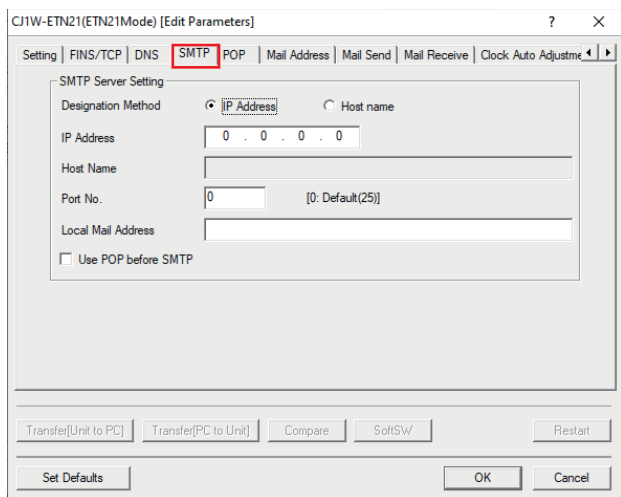 CJ1W-ETN21(ETN21Mode) [Edit Parameters] ? ×
Setting FINS/TCP DNS SMTP POP Mail Address Mail Send Mail Receive Clock Auto Adjustme
SMTP Server Setting
Designation Method IP Address Host name
IP Address 0 . 0 . 0 . 0
Host Name
Port No. 0 [0: Default(25)]
Local Mail Address
Use POP before SMTP
Transfer[Unit to PC] Transfer[PC to Unit] Compare SoftSW Restart
Set Defaults OK Cancel